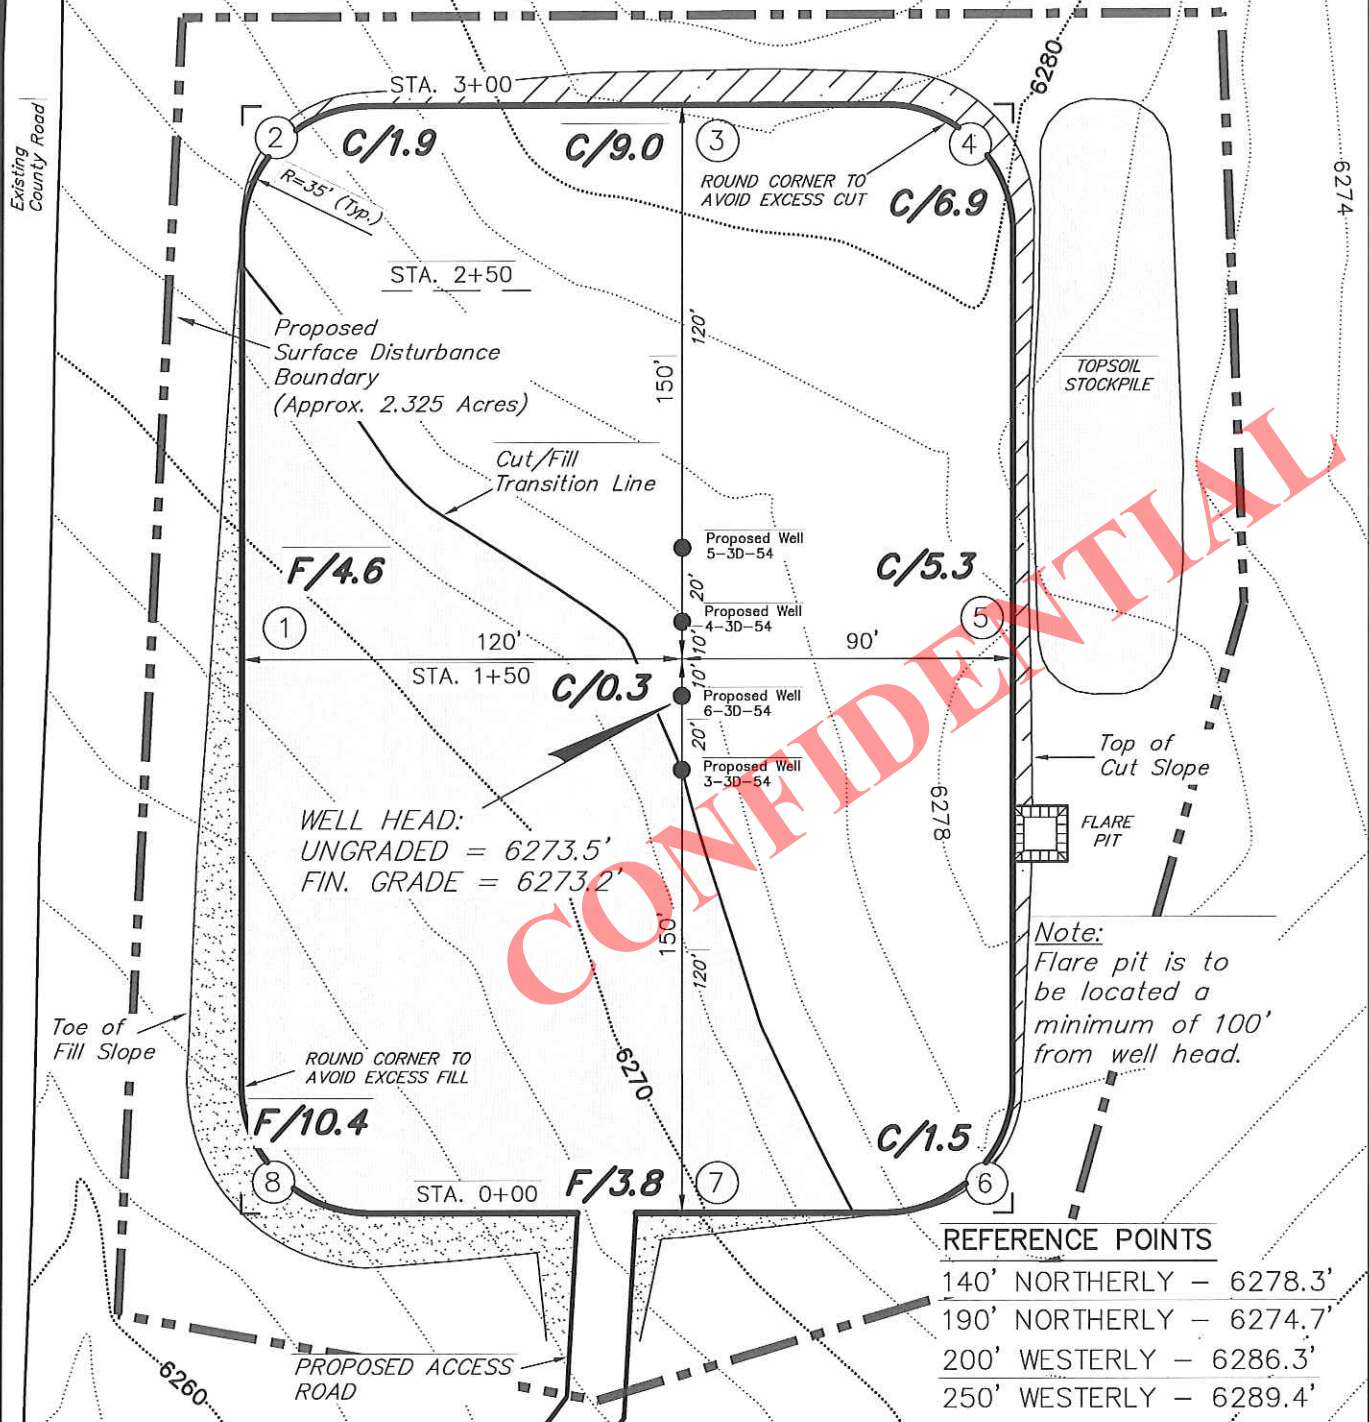 6280
Existing
County Road
STA. 3+00
2
C/1.9
C/9.0
3
4
ROUND CORNER TO
AVOID EXCESS CUT
C/6.9
R=35' (Typ.)
6274
STA. 2+50
Proposed
Surface Disturbance
Boundary
(Approx. 2.325 Acres)
150'
120'
TOPSOIL
STOCKPILE
Cut/Fill
Transition Line
Proposed Well
5-3D-54
F/4.6
C/5.3
20'
Proposed Well
4-3D-54
1
5
120'
10'
90'
STA. 1+50
C/0.3
10'
Proposed Well
6-3D-54
20'
Proposed Well
3-3D-54
Top of
Cut Slope
WELL HEAD:
UNGRADED = 6273.5'
FIN. GRADE = 6273.2'
6278
FLARE
PIT
CONFIDENTIAL
150'
120'
Note:
Flare pit is to
be located a
minimum of 100'
from well head.
Toe of
Fill Slope
ROUND CORNER TO
AVOID EXCESS FILL
6270
F/10.4
C/1.5
8
STA. 0+00
F/3.8
7
6
REFERENCE POINTS
140' NORTHERLY - 6278.3'
190' NORTHERLY - 6274.7'
200' WESTERLY - 6286.3'
250' WESTERLY - 6289.4'
PROPOSED ACCESS
ROAD
6260